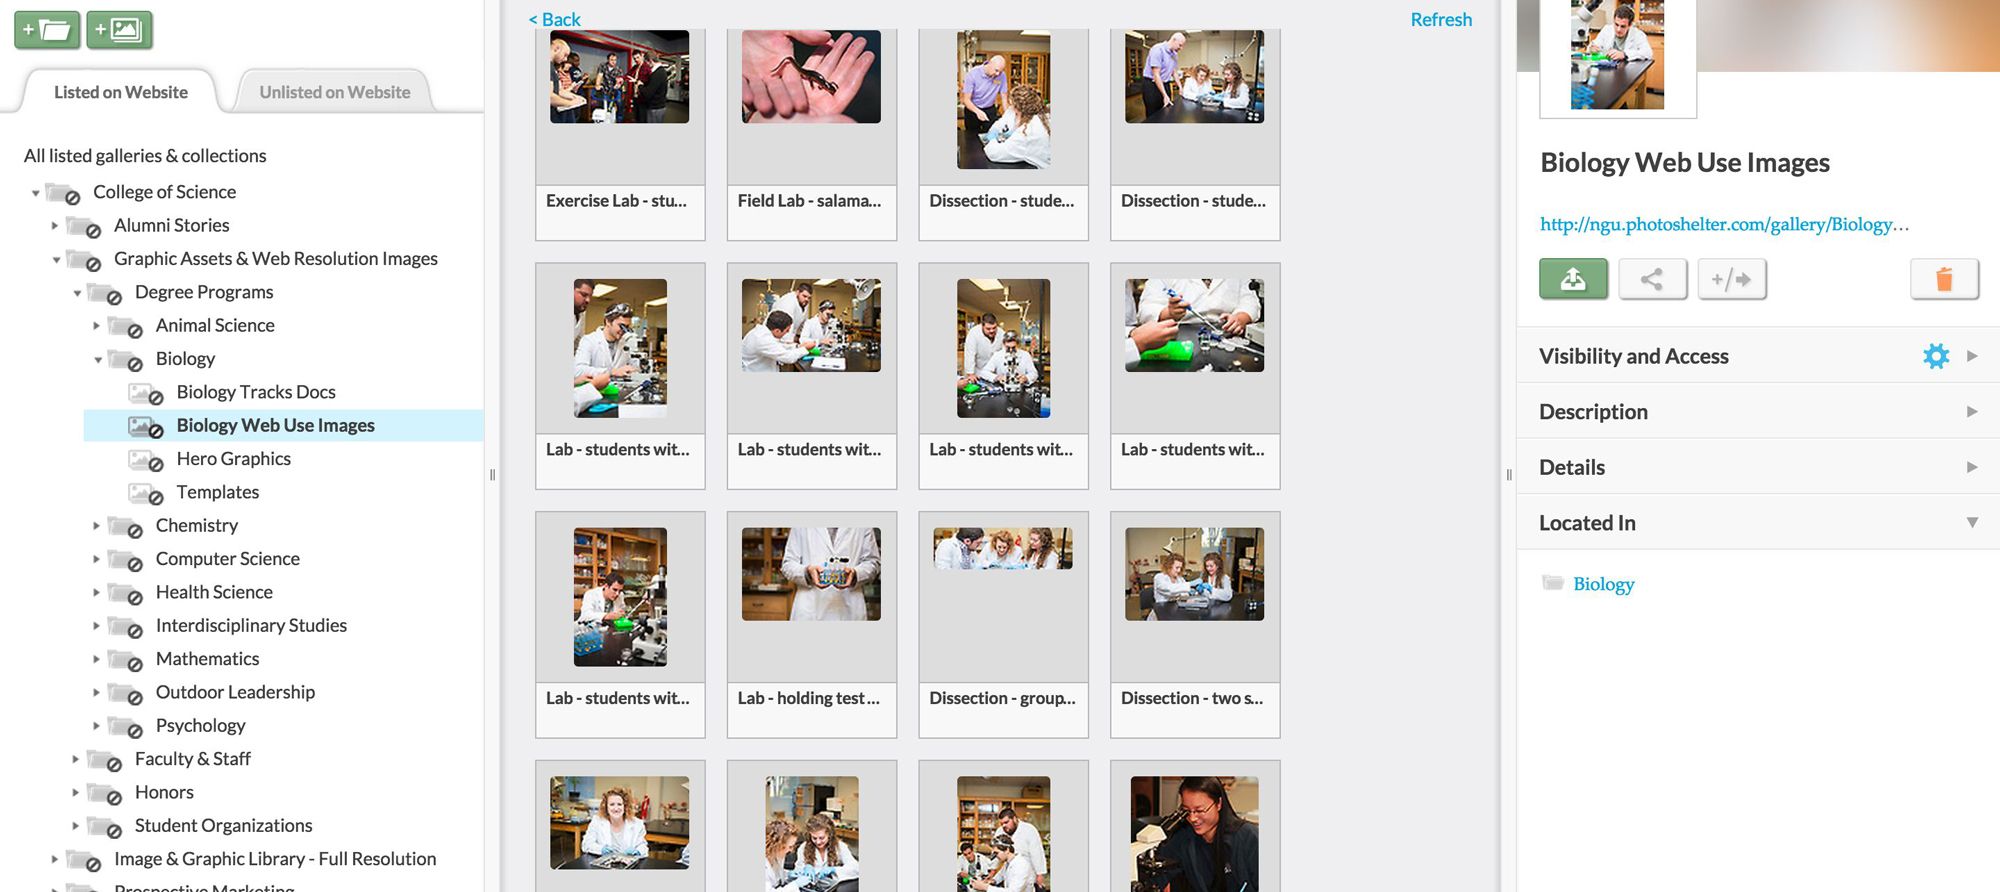 Listed on Website
Unlisted on Website
All listed galleries & collections
College of Science
Alumni Stories
Graphic Assets & Web Resolution Images
Degree Programs
Animal Science
Biology
Biology Tracks Docs
Biology Web Use Images
Hero Graphics
Templates
Chemistry
Computer Science
Health Science
Interdisciplinary Studies
Mathematics
Outdoor Leadership
Psychology
Faculty & Staff
Honors
Student Organizations
Image & Graphic Library - Full Resolution
Prospective Marketing
< Back
Refresh
Exercise Lab - stu...
Field Lab - salama...
Dissection - stude...
Dissection - stude...
Lab - students wit...
Lab - students wit...
Lab - students wit...
Lab - students wit...
Lab - students wit...
Lab - holding test ...
Dissection - group...
Dissection - two s...
Biology Web Use Images
http://ngu.photoshelter.com/gallery/Biology...
Visibility and Access
Description
Details
Located In
Biology